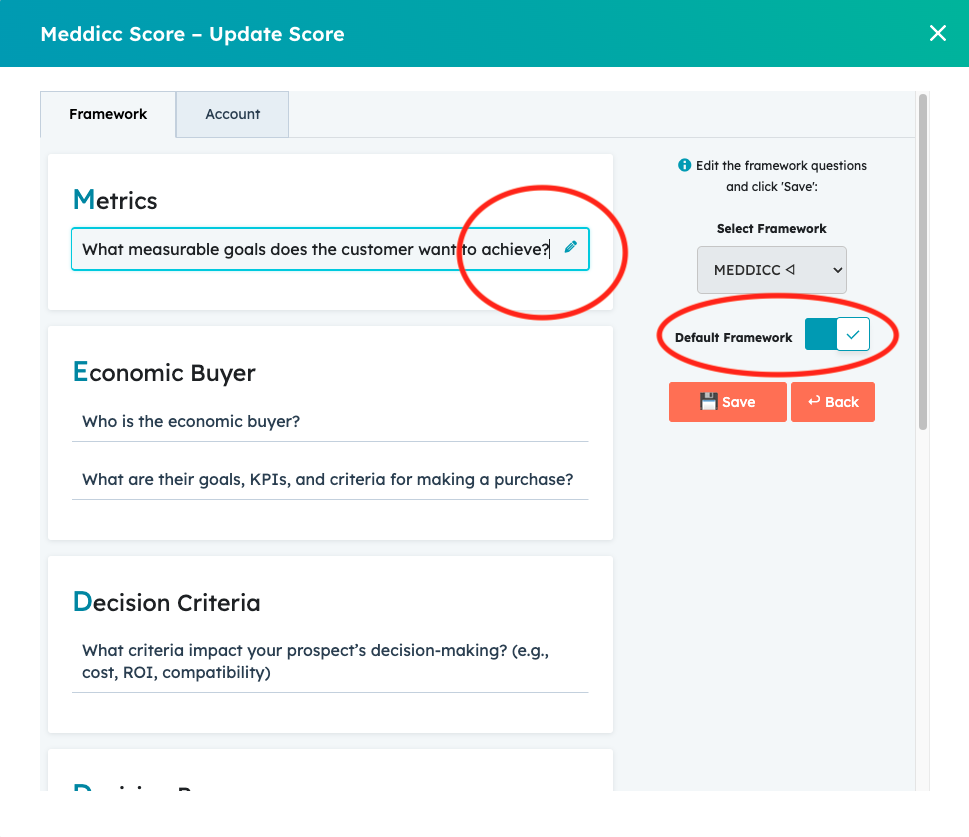 Meddicc Score – Update Score
Framework
Account
Metrics
What measurable goals does the customer want to achieve?
Economic Buyer
Who is the economic buyer?
What are their goals, KPIs, and criteria for making a purchase?
Decision Criteria
What criteria impact your prospect’s decision-making? (e.g.,
cost, ROI, compatibility)
Edit the framework questions
and click 'Save':
Select Framework
MEDDICC ᐊ
Default Framework
💾 Save
↩ Back